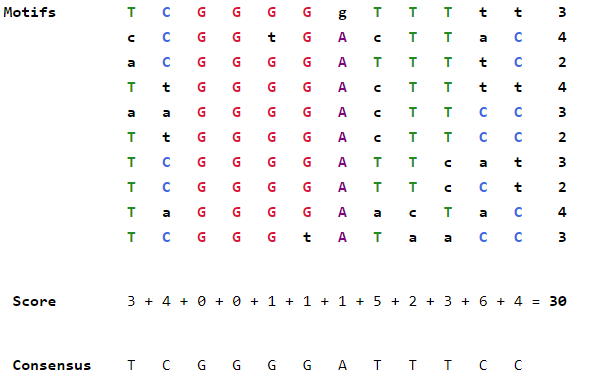 Motifs T C G G G G g T T T t t 3
c C G G t G A c T T a C 4
a C G G G G A T T T t C 2
T t G G G G A c T T t t 4
a a G G G G A c T T C C 3
T t G G G G A c T T C C 2
T C G G G G A T T c a t 3
T C G G G G A T T c C t 2
T a G G G G A a c T a C 4
T C G G G t A T a a C C 3
Score 3 + 4 + 0 + 0 + 1 + 1 + 1 + 5 + 2 + 3 + 6 + 4 = 30
Consensus T C G G G G A T T T C C